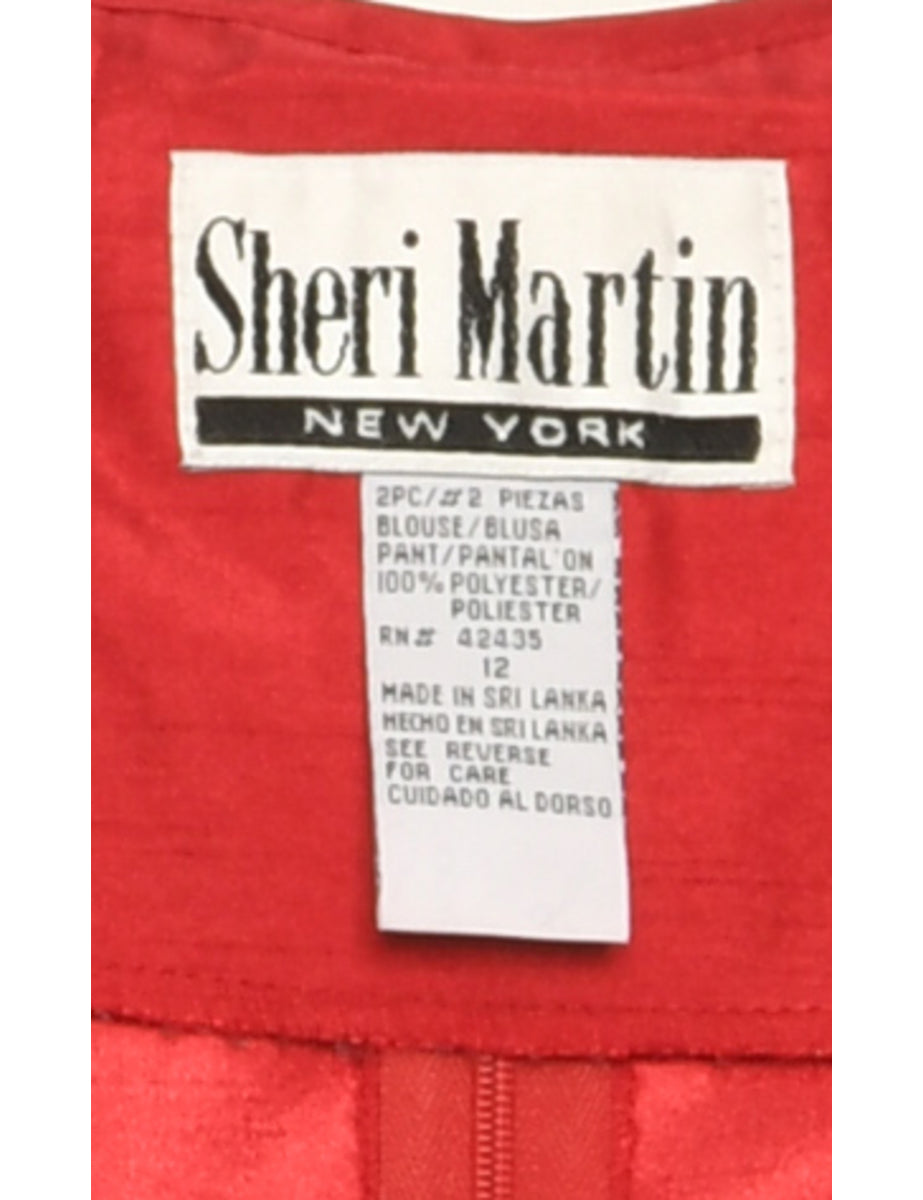 Sheri Martin
NEW YORK
2PC/# 2 PIEZAS
BLOUSE/BLUSA
PANT/PANTAL'ON
100% POLYESTER/
POLIESTER
RN# 42435
12
MADE IN SRI LANKA
HECHO EN SRI LANKA
SEE REVERSE
FOR CARE
CUIDADO AL DORSO